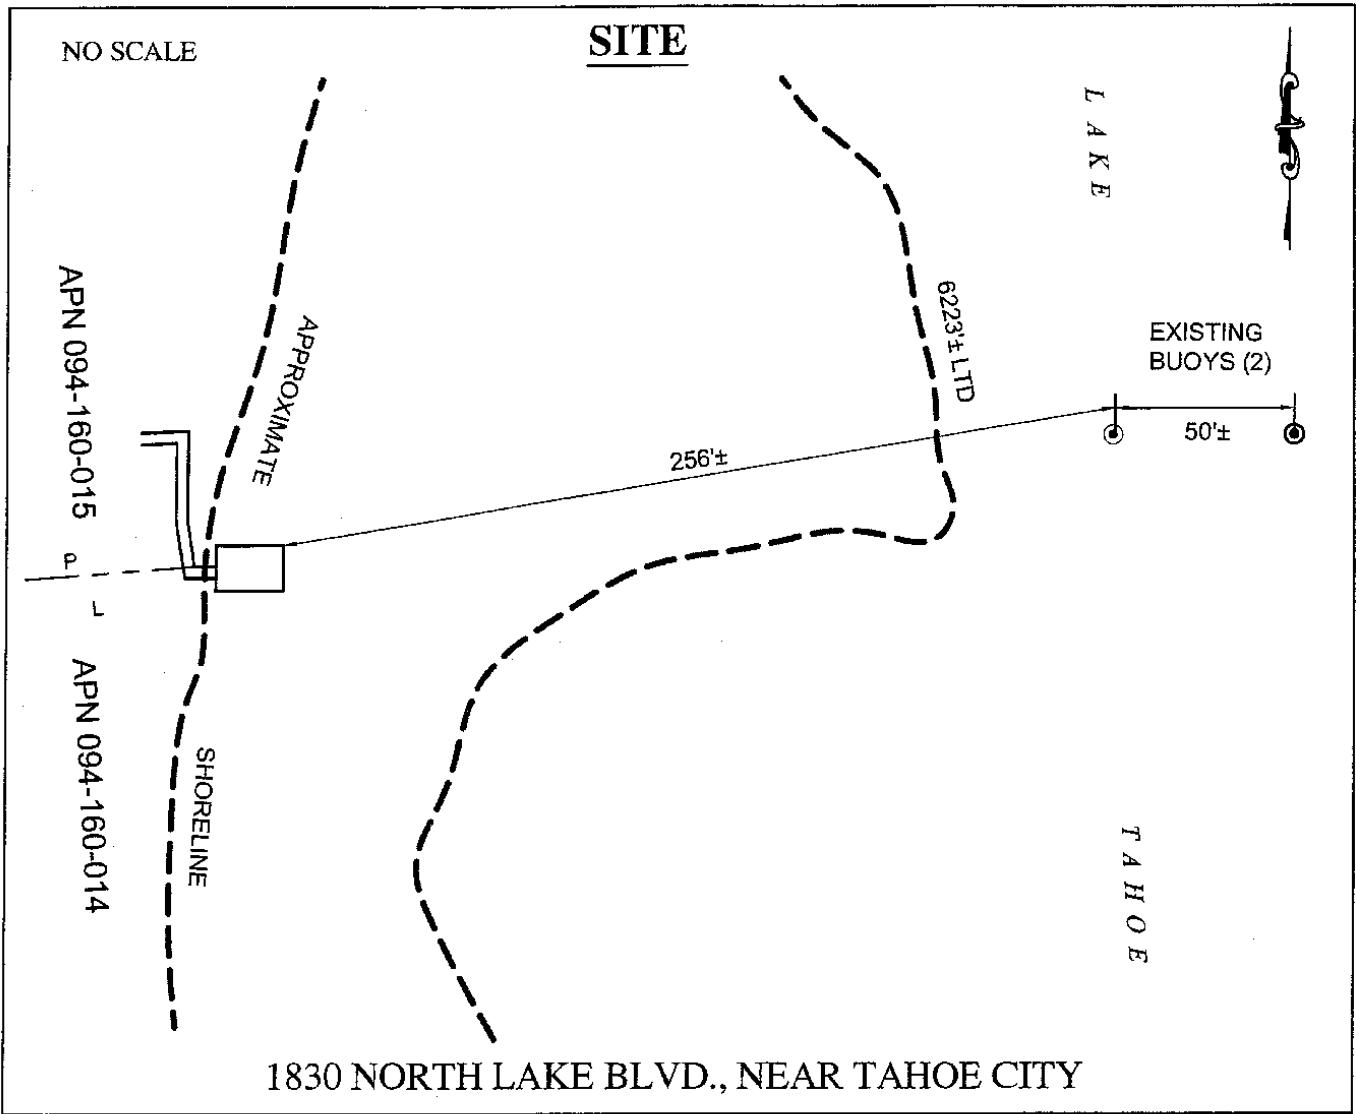 NO SCALE
SITE
LAKE
APN 094-160-015
APPROXIMATE
6223'± LTD
EXISTING
BUOYS (2)
50'±
256'±
P
L
APN 094-160-014
SHORELINE
TAHOE
1830 NORTH LAKE BLVD., NEAR TAHOE CITY